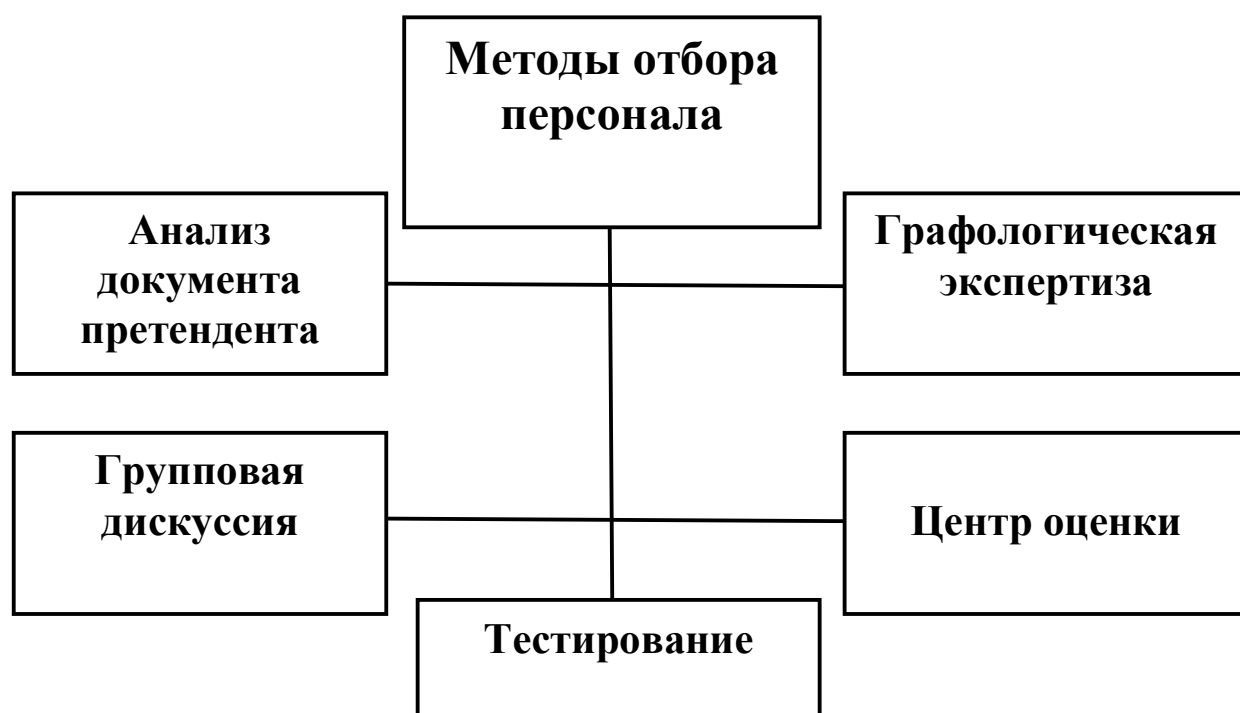 Методы отбора
персонала
Анализ
документа
претендента
Графологическая
экспертиза
Групповая
дискуссия
Центр оценки
Тестирование